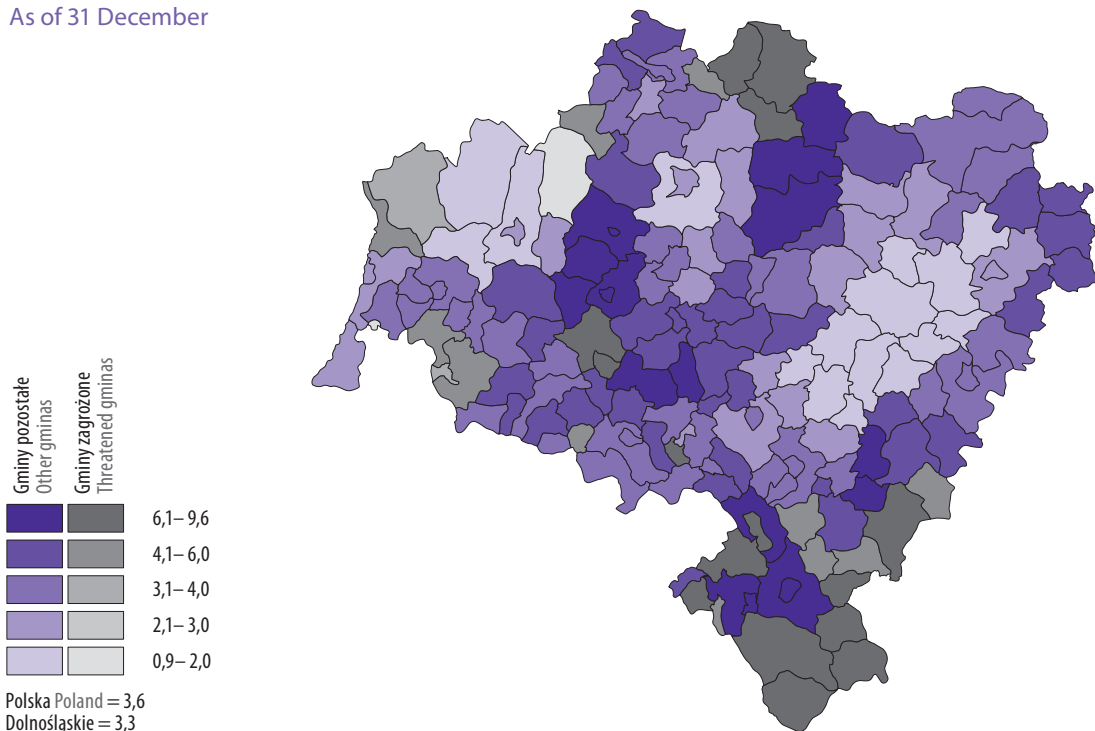 As of 31 December
Gminy pozostałe
Other gminas
Gminy zagrożone
Threatened gminas
6,1– 9,6
4,1– 6,0
3,1– 4,0
2,1– 3,0
0,9– 2,0
Polska Poland = 3,6
Dolnośląskie = 3,3